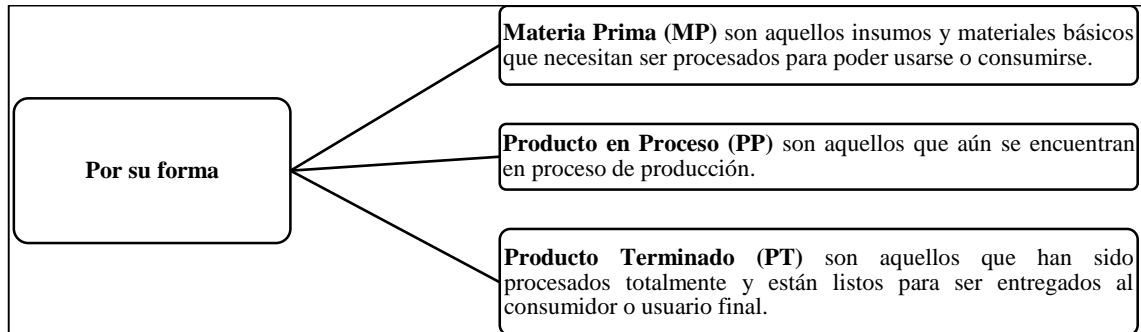 Por su forma
Materia Prima (MP) son aquellos insumos y materiales básicos
que necesitan ser procesados para poder usarse o consumirse.
Producto en Proceso (PP) son aquellos que aún se encuentran
en proceso de producción.
Producto Terminado (PT) son aquellos que han sido
procesados totalmente y están listos para ser entregados al
consumidor o usuario final.